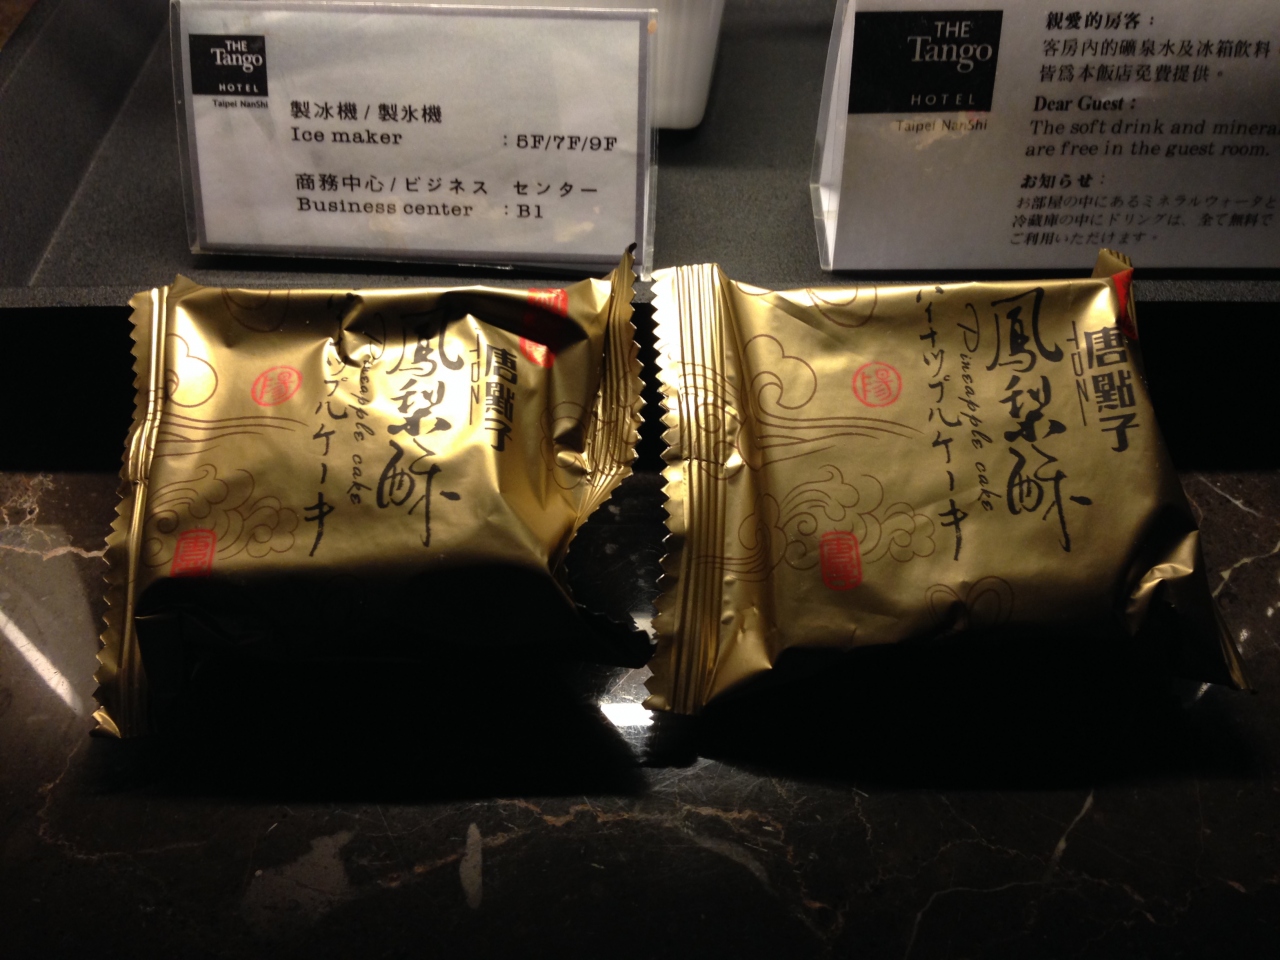 THE
Tango
HOTEL
Taipei NanShi
製冰機 / 製氷機
Ice maker : 5F/7F/9F
商務中心 / ビジネス センター
Business center : B1
THE
Tango
HOTEL
Taipei NanShi
親愛的房客：
客房內的礦泉水及冰箱飲料
皆為本飯店免費提供。
Dear Guest :
The soft drink and minera
are free in the guest room.
お知らせ：
お部屋の中にあるミネラルウォータと
冷蔵庫の中にドリングは、全て無料で
ご利用いただけます。
唐點子
TDZ
鳳梨酥
Pineapple cake
パイナップルケーキ
唐點子
TDZ
鳳梨酥
Pineapple cake
パイナップルケーキ